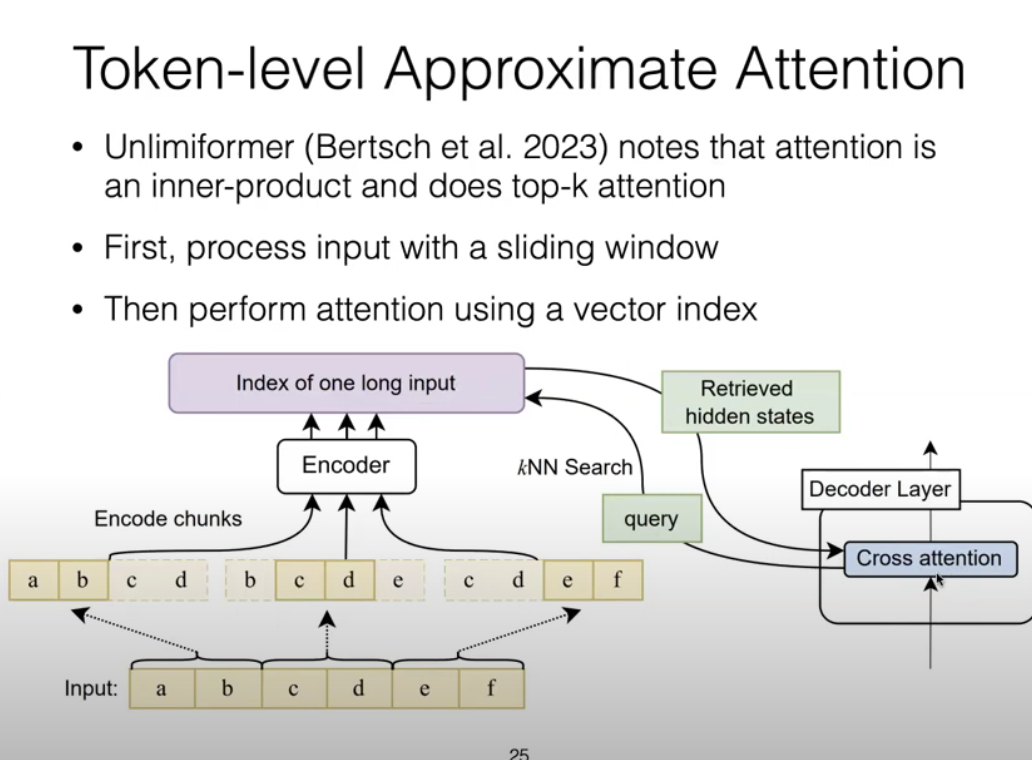 Token-level Approximate Attention
• Unlimiformer (Bertsch et al. 2023) notes that attention is
an inner-product and does top-k attention
• First, process input with a sliding window
• Then perform attention using a vector index
Index of one long input
Retrieved
hidden states
Encoder
kNN Search
Decoder Layer
Encode chunks
query
Cross attention
a b c d b c d e c d e f
Input: a b c d e f
25